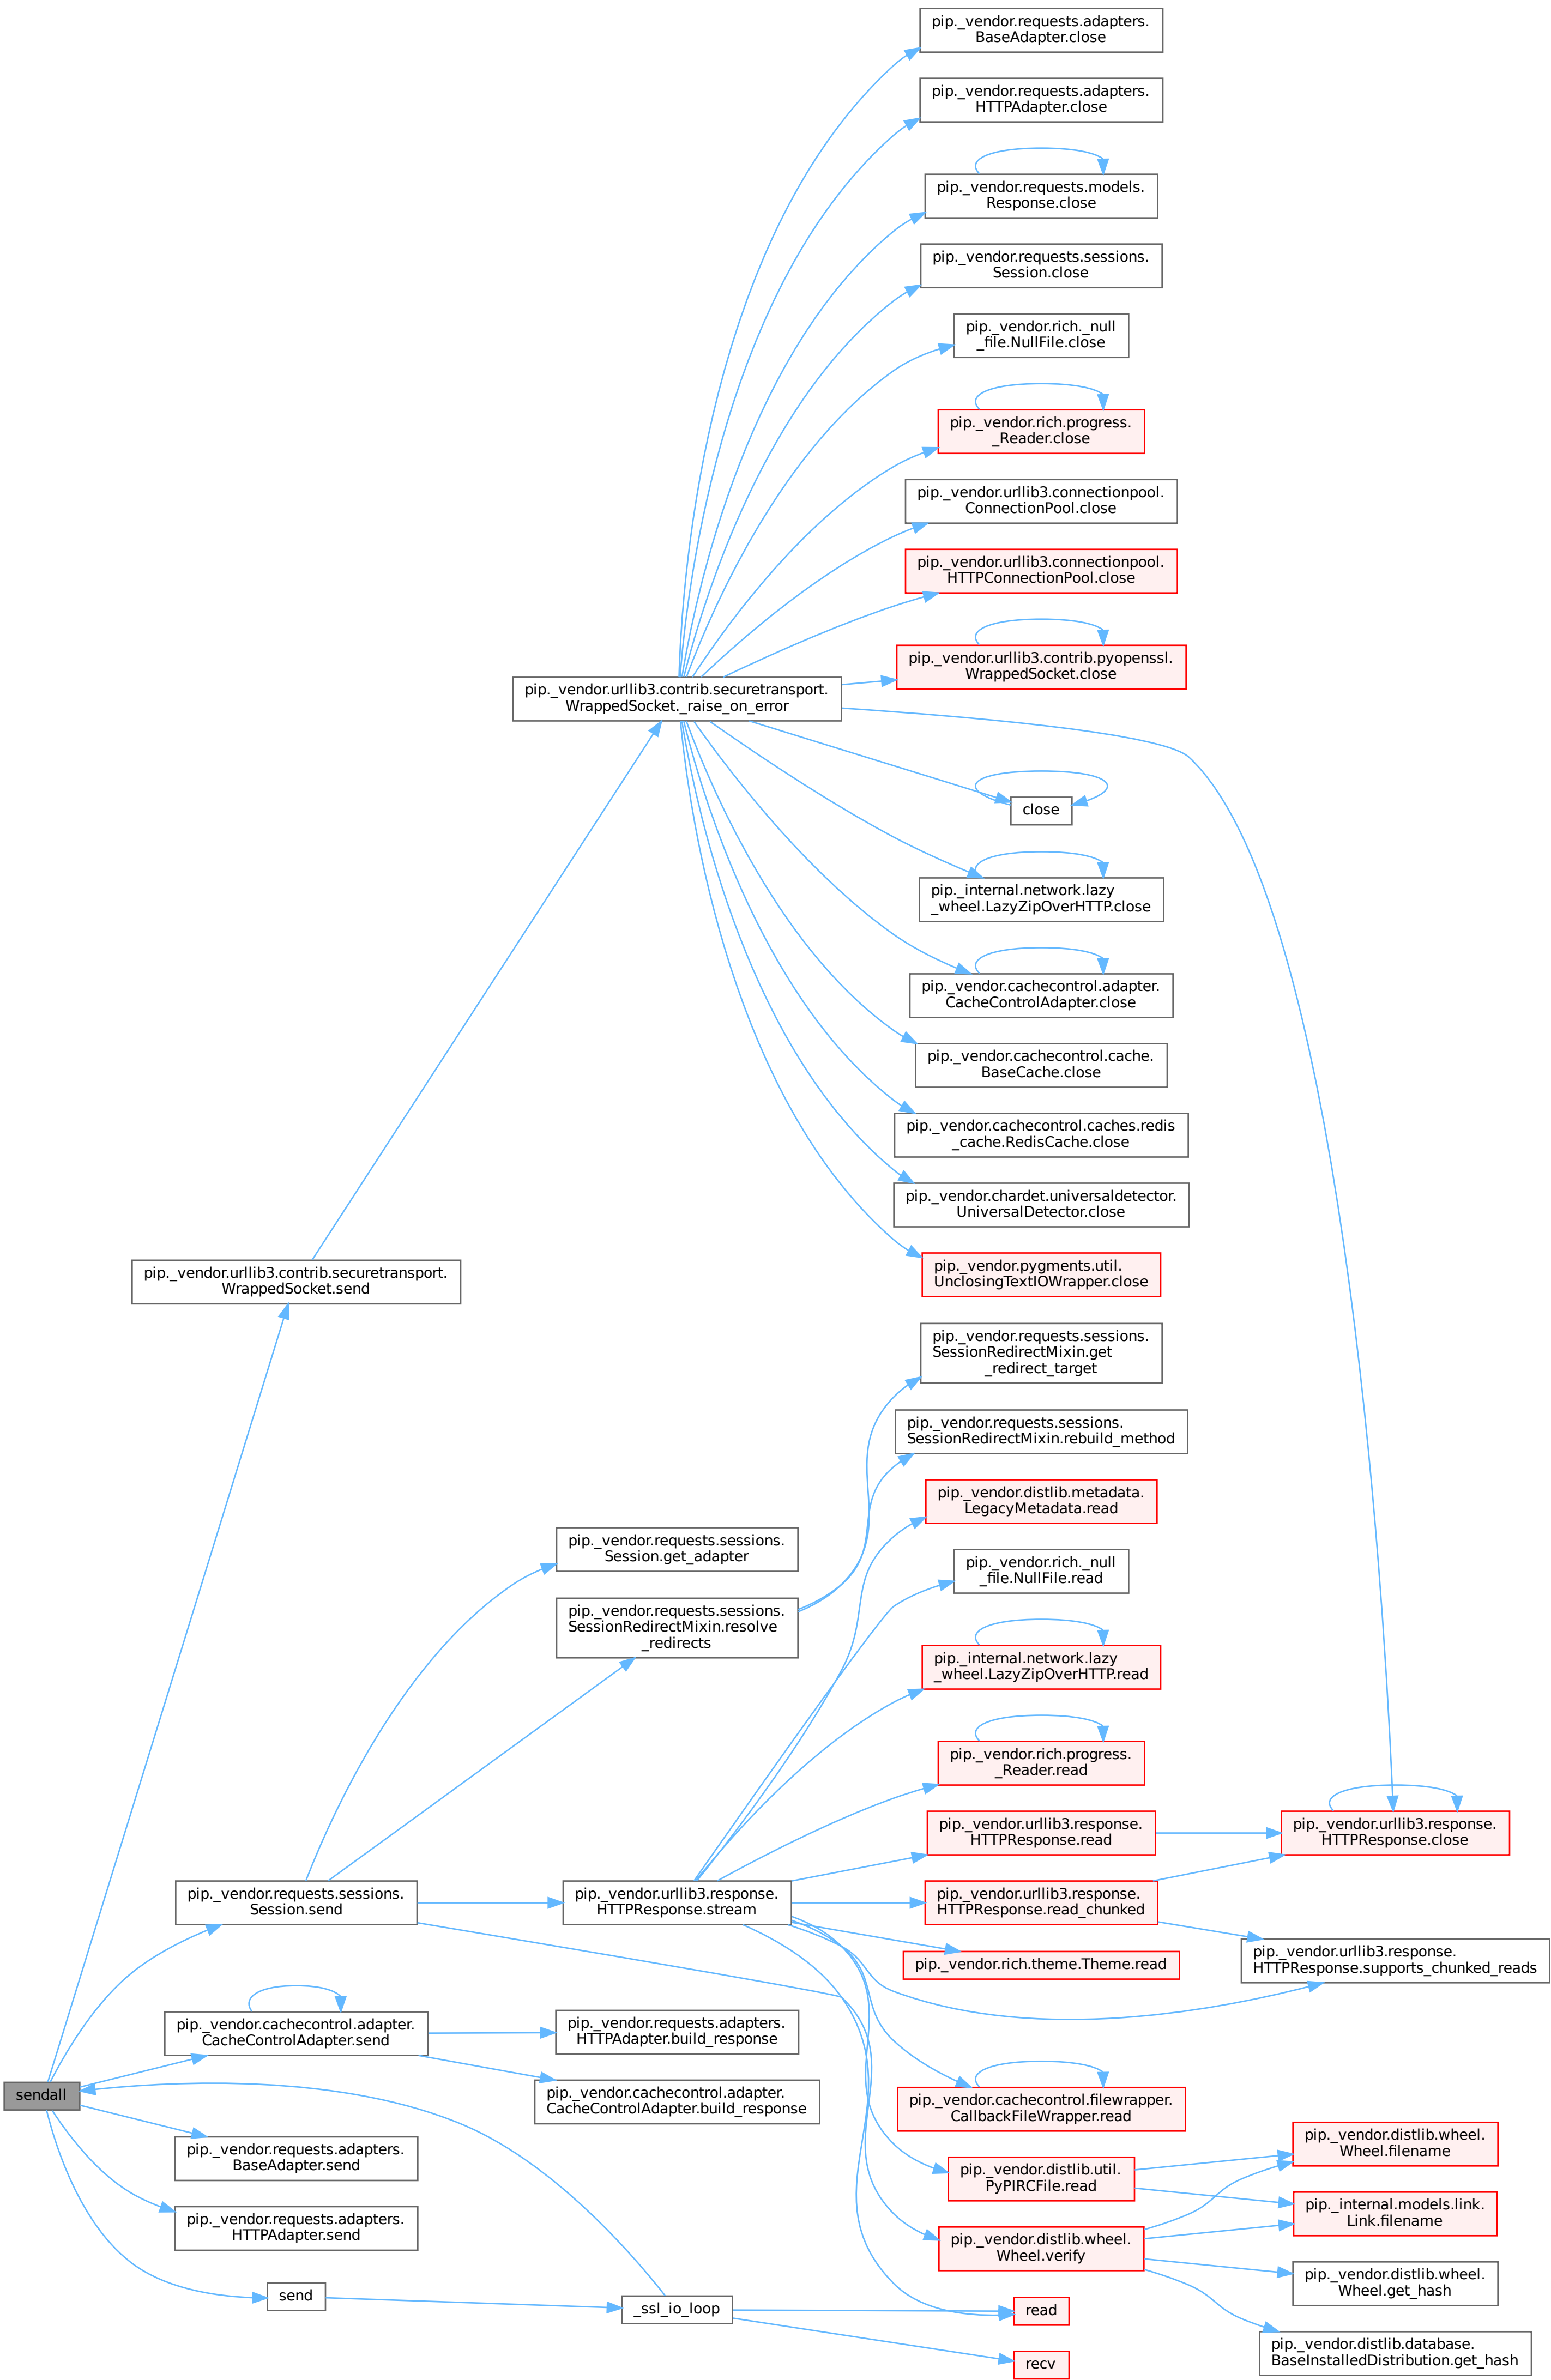 pip._vendor.requests.adapters.
BaseAdapter.close
pip._vendor.requests.adapters.
HTTPAdapter.close
pip._vendor.requests.models.
Response.close
pip._vendor.requests.sessions.
Session.close
pip._vendor.rich._null
_file.NullFile.close
pip._vendor.rich.progress.
_Reader.close
pip._vendor.urllib3.connectionpool.
ConnectionPool.close
pip._vendor.urllib3.connectionpool.
HTTPConnectionPool.close
pip._vendor.urllib3.contrib.pyopenssl.
WrappedSocket.close
pip._vendor.urllib3.contrib.securetransport.
WrappedSocket._raise_on_error
close
pip._internal.network.lazy
_wheel.LazyZipOverHTTP.close
pip._vendor.cachecontrol.adapter.
CacheControlAdapter.close
pip._vendor.cachecontrol.cache.
BaseCache.close
pip._vendor.cachecontrol.caches.redis
_cache.RedisCache.close
pip._vendor.chardet.universaldetector.
UniversalDetector.close
pip._vendor.pygments.util.
UnclosingTextIOWrapper.close
pip._vendor.urllib3.contrib.securetransport.
WrappedSocket.send
pip._vendor.requests.sessions.
SessionRedirectMixin.get
_redirect_target
pip._vendor.requests.sessions.
SessionRedirectMixin.rebuild_method
pip._vendor.distlib.metadata.
LegacyMetadata.read
pip._vendor.requests.sessions.
Session.get_adapter
pip._vendor.rich._null
_file.NullFile.read
pip._vendor.requests.sessions.
SessionRedirectMixin.resolve
_redirects
pip._internal.network.lazy
_wheel.LazyZipOverHTTP.read
pip._vendor.rich.progress.
_Reader.read
pip._vendor.urllib3.response.
HTTPResponse.read
pip._vendor.urllib3.response.
HTTPResponse.close
pip._vendor.requests.sessions.
Session.send
pip._vendor.urllib3.response.
HTTPResponse.stream
pip._vendor.urllib3.response.
HTTPResponse.read_chunked
pip._vendor.rich.theme.Theme.read
pip._vendor.urllib3.response.
HTTPResponse.supports_chunked_reads
pip._vendor.cachecontrol.adapter.
CacheControlAdapter.send
pip._vendor.requests.adapters.
HTTPAdapter.build_response
sendall
pip._vendor.cachecontrol.adapter.
CacheControlAdapter.build_response
pip._vendor.cachecontrol.filewrapper.
CallbackFileWrapper.read
pip._vendor.requests.adapters.
BaseAdapter.send
pip._vendor.distlib.util.
PyPIRCFile.read
pip._vendor.distlib.wheel.
Wheel.filename
pip._vendor.requests.adapters.
HTTPAdapter.send
pip._vendor.distlib.wheel.
Wheel.verify
pip._internal.models.link.
Link.filename
pip._vendor.distlib.wheel.
Wheel.get_hash
send
_ssl_io_loop
read
pip._vendor.distlib.database.
BaseInstalledDistribution.get_hash
recv